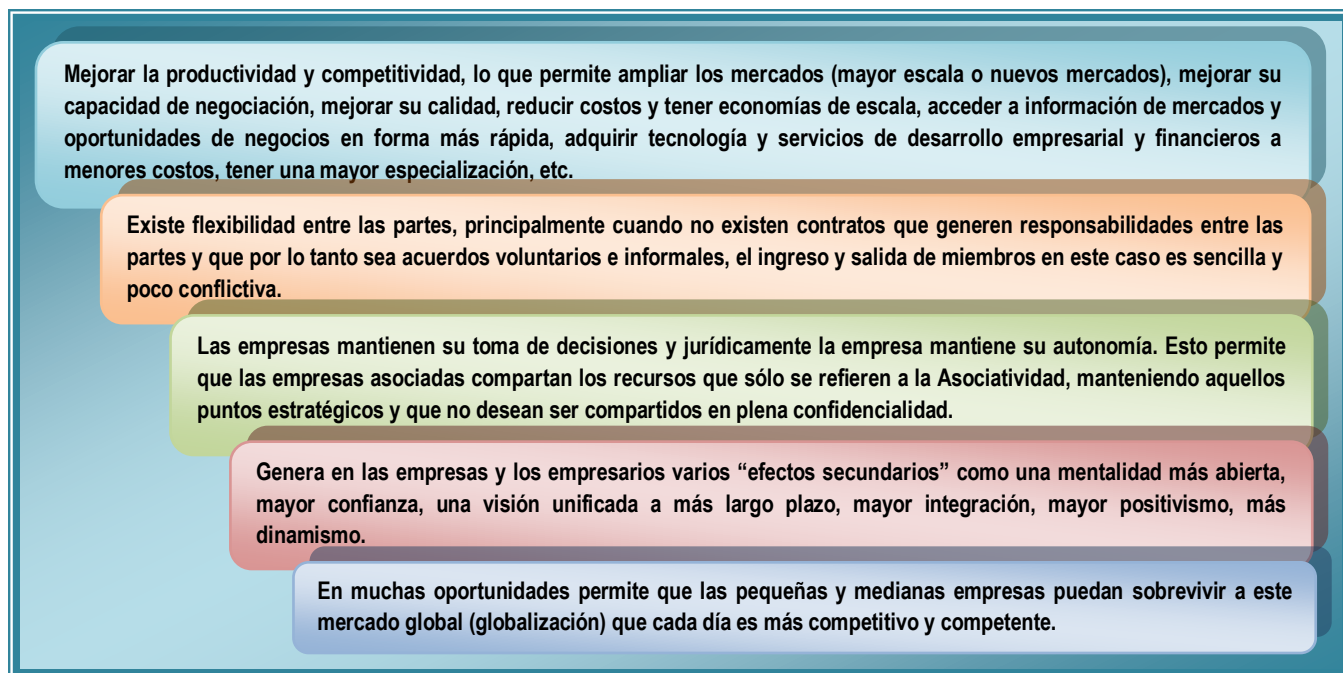 Mejorar la productividad y competitividad, lo que permite ampliar los mercados (mayor escala o nuevos mercados), mejorar su
capacidad de negociación, mejorar su calidad, reducir costos y tener economías de escala, acceder a información de mercados y
oportunidades de negocios en forma más rápida, adquirir tecnología y servicios de desarrollo empresarial y financieros a
menores costos, tener una mayor especialización, etc.
Existe flexibilidad entre las partes, principalmente cuando no existen contratos que generen responsabilidades entre las
partes y que por lo tanto sea acuerdos voluntarios e informales, el ingreso y salida de miembros en este caso es sencilla y
poco conflictiva.
Las empresas mantienen su toma de decisiones y jurídicamente la empresa mantiene su autonomía. Esto permite
que las empresas asociadas compartan los recursos que sólo se refieren a la Asociatividad, manteniendo aquellos
puntos estratégicos y que no desean ser compartidos en plena confidencialidad.
Genera en las empresas y los empresarios varios “efectos secundarios” como una mentalidad más abierta,
mayor confianza, una visión unificada a más largo plazo, mayor integración, mayor positivismo, más
dinamismo.
En muchas oportunidades permite que las pequeñas y medianas empresas puedan sobrevivir a este
mercado global (globalización) que cada día es más competitivo y competente.